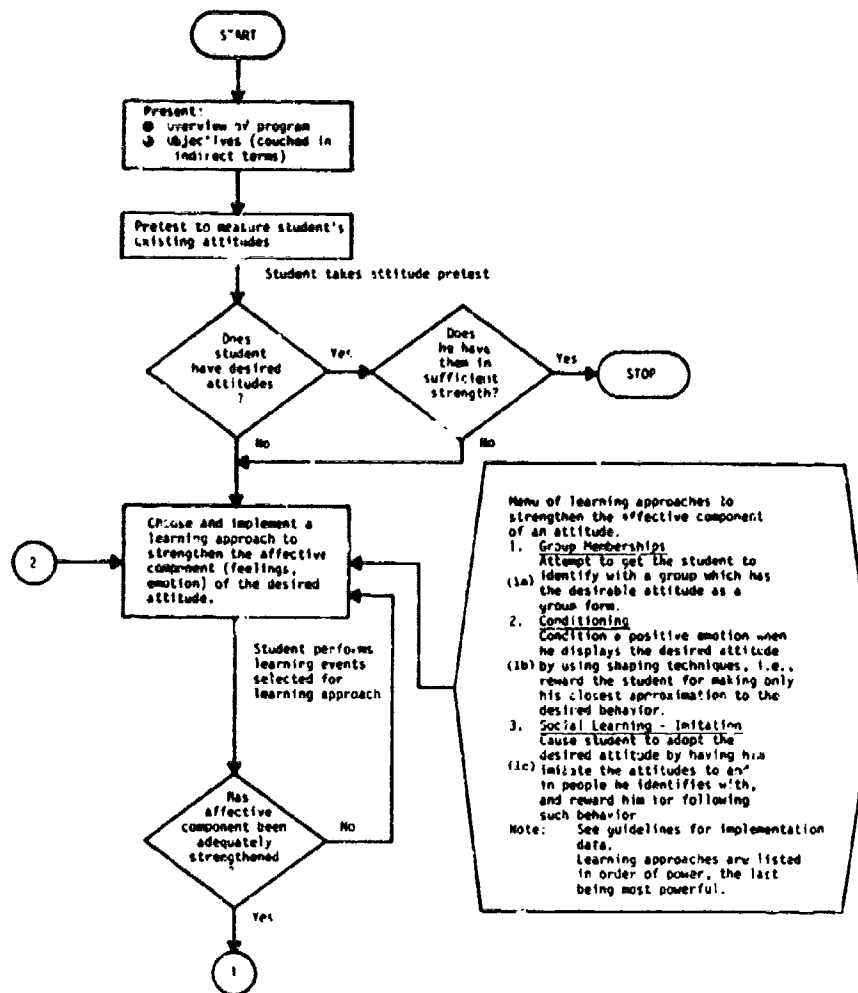 START
Present:
Overview of program
Objectives (couched in
indirect terms)
Pretest to measure student's
existing attitudes
Student takes attitude pretest
Does
student
have desired
attitudes
?
Yes
Does
he have
them in
sufficient
strength?
Yes
STOP
No
No
2
Choose and implement a
learning approach to
strengthen the affective
component (feelings,
emotion) of the desired
attitude.
Student performs
learning events
selected for
learning approach
Has
affective
component been
adequately
strengthened
?
No
Yes
1
Menu of learning approaches to
strengthen the affective component
of an attitude.
1. Group Memberships
Attempt to get the student to
(1a) identify with a group which has
the desirable attitude as a
group form.
2. Conditioning
Condition a positive emotion when
he displays the desired attitude
(1b) by using shaping techniques, i.e.,
reward the student for making only
his closest approximation to the
desired behavior.
3. Social Learning - Imitation
Cause student to adopt the
desired attitude by having him
(1c) imitate the attitudes to and
in people he identifies with,
and reward him for following
such behavior
Note: See guidelines for implementation
data.
Learning approaches are listed
in order of power, the last
being most powerful.